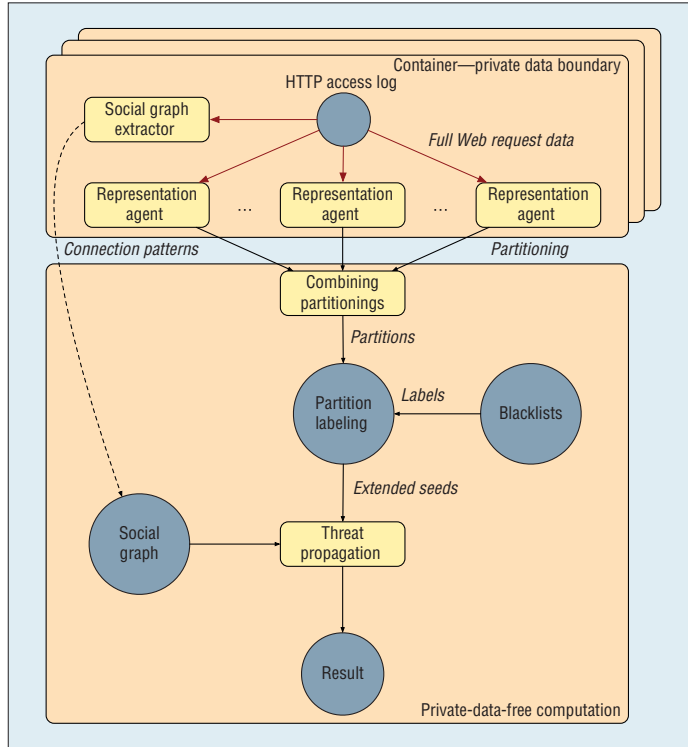 Container—private data boundary
HTTP access log
Social graph
extractor
Full Web request data
Representation
agent
...
Representation
agent
...
Representation
agent
Connection patterns
Partitioning
Combining
partitionings
Partitions
Partition
labeling
Labels
Blacklists
Extended seeds
Social
graph
Threat
propagation
Result
Private-data-free computation